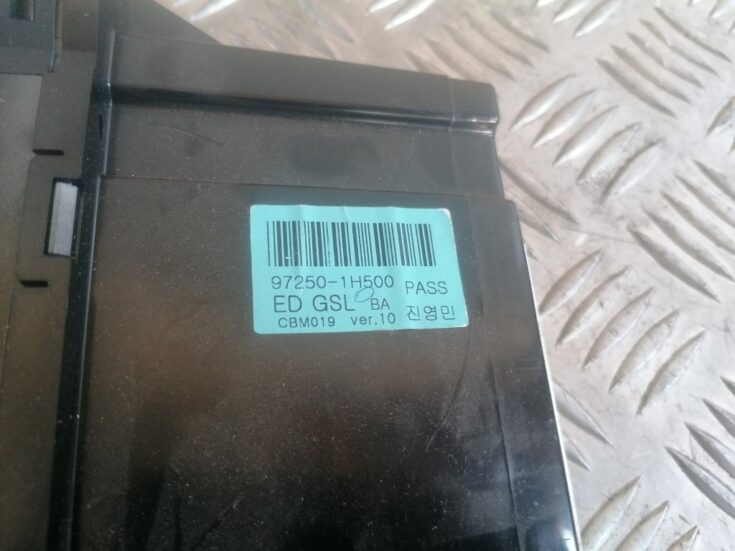 97250-1H500 PASS
ED GSL BA
CBM019 ver.10 진영민